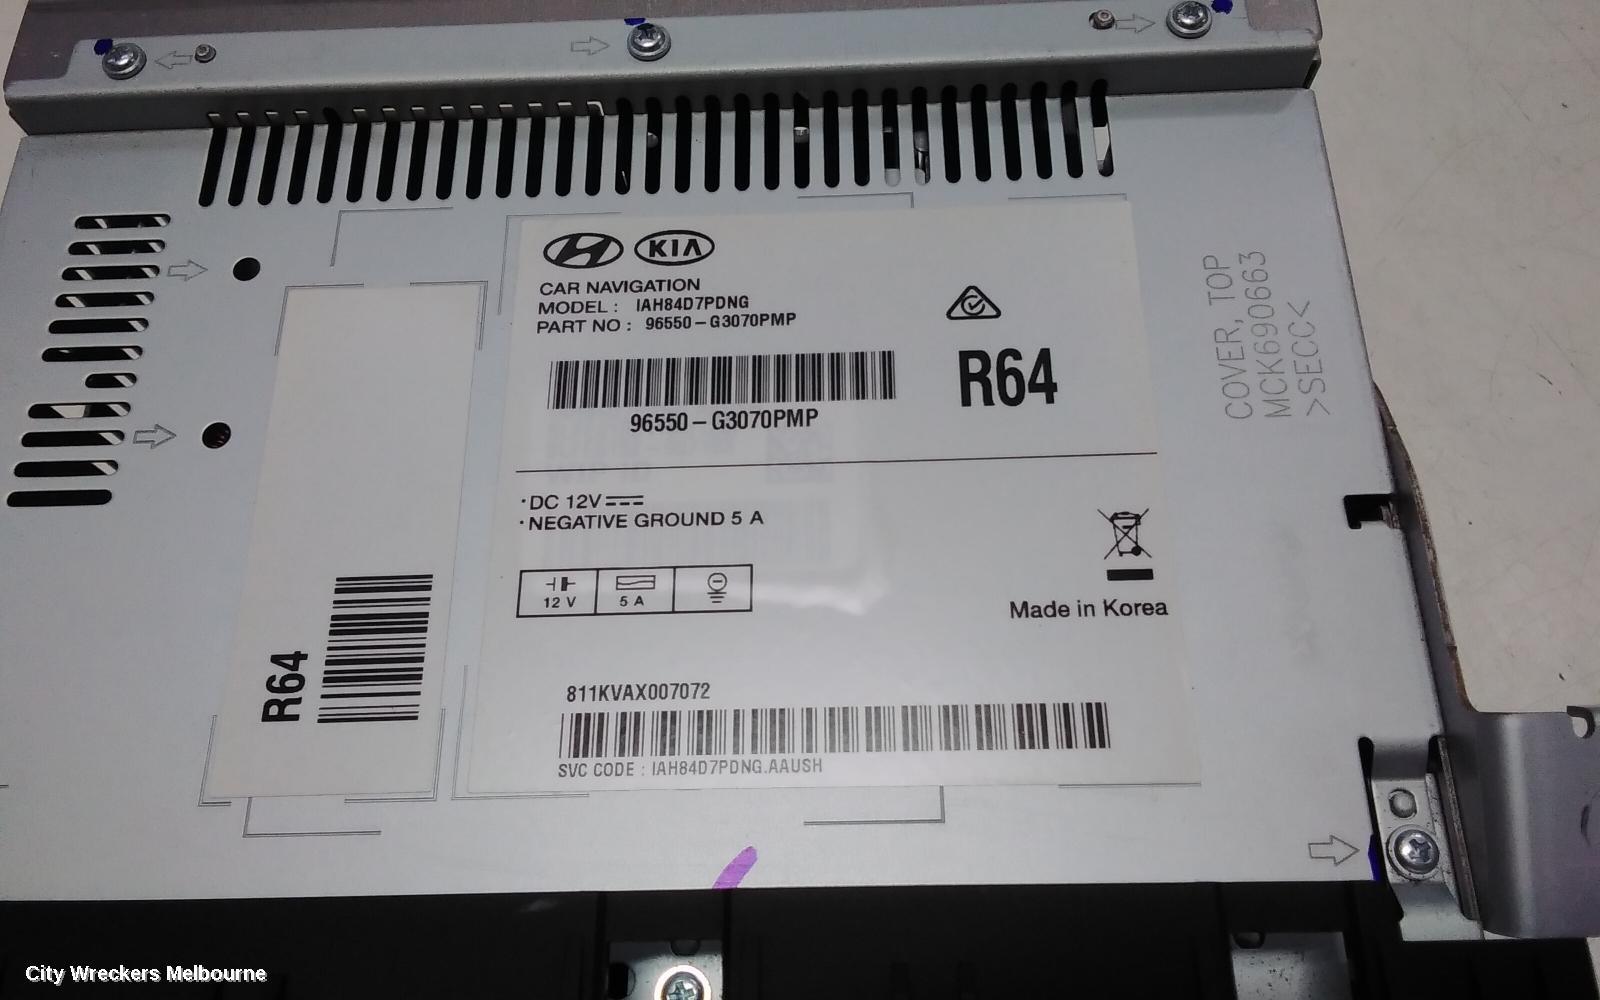 KIA
CAR NAVIGATION
MODEL : IAH84D7PDNG
PART NO : 96550-G3070PMP
96550-G3070PMP
R64
COVER, TOP
MCK690663
>SECC<
·DC 12V
·NEGATIVE GROUND 5 A
12 V
5 A
Made in Korea
R64
811KVAX007072
SVC CODE : IAH84D7PDNG.AAUSH
City Wreckers Melbourne